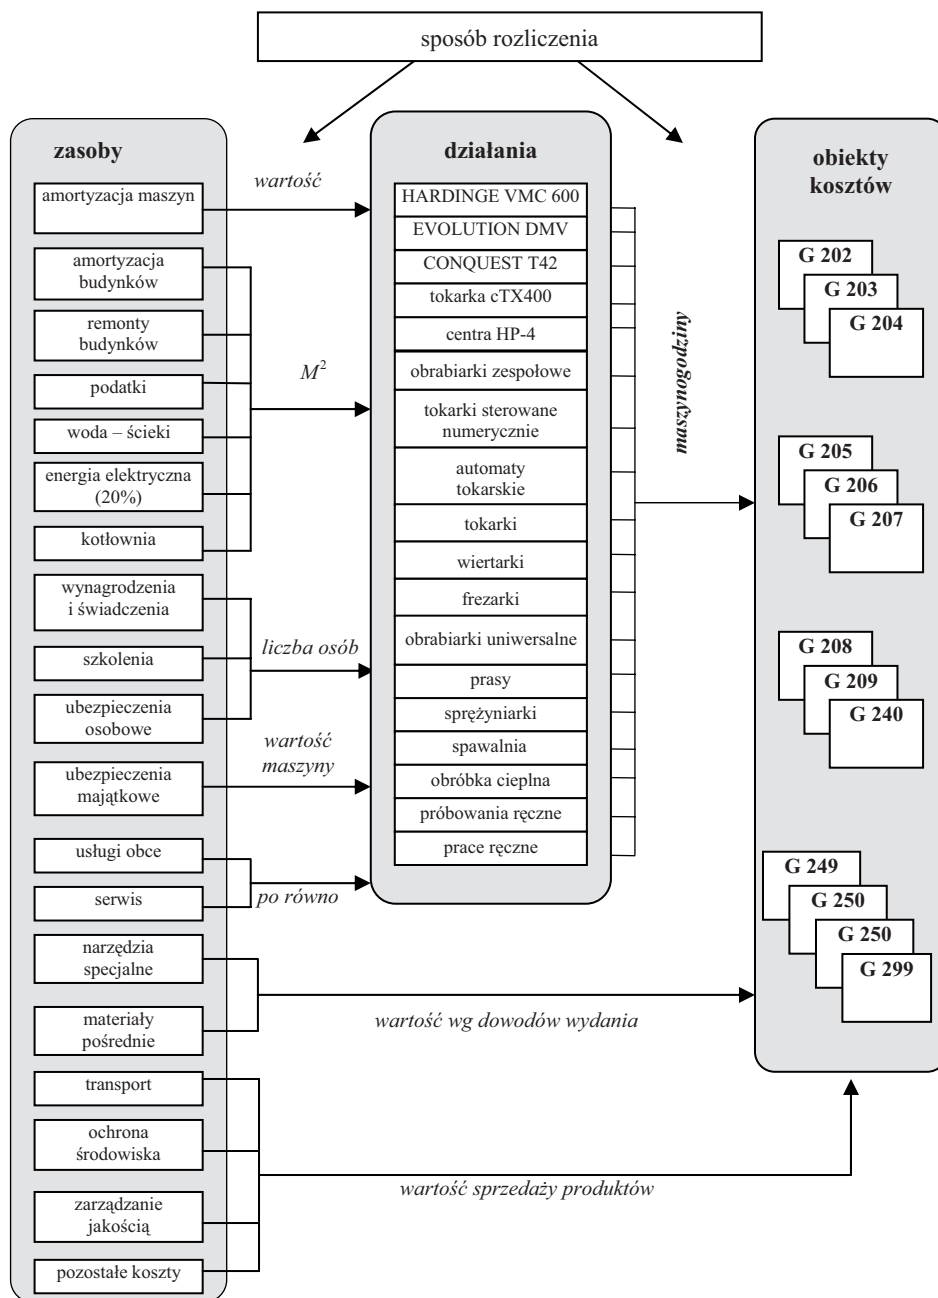 sposób rozliczenia
zasoby
amortyzacja maszyn
amortyzacja
budynków
remonty
budynków
podatki
woda – ścieki
energia elektryczna
(20%)
kotłownia
wynagrodzenia
i świadczenia
szkolenia
ubezpieczenia
osobowe
ubezpieczenia
majątkowe
usługi obce
serwis
narzędzia
specjalne
materiały
pośrednie
transport
ochrona
środowiska
zarządzanie
jakością
pozostałe koszty
wartość
M²
liczba osób
wartość
maszyny
po równo
działania
HARDINGE VMC 600
EVOLUTION DMV
CONQUEST T42
tokarka cTX400
centra HP-4
obrabiarki zespołowe
tokarki sterowane
numerycznie
automaty
tokarskie
tokarki
wiertarki
frezarki
obrabiarki uniwersalne
prasy
sprężyniarki
spawalnia
obróbka cieplna
próbowania ręczne
prace ręczne
maszynogodziny
wartość wg dowodów wydania
wartość sprzedaży produktów
obiekty
kosztów
G 202
G 203
G 204
G 205
G 206
G 207
G 208
G 209
G 240
G 249
G 250
G 250
G 299